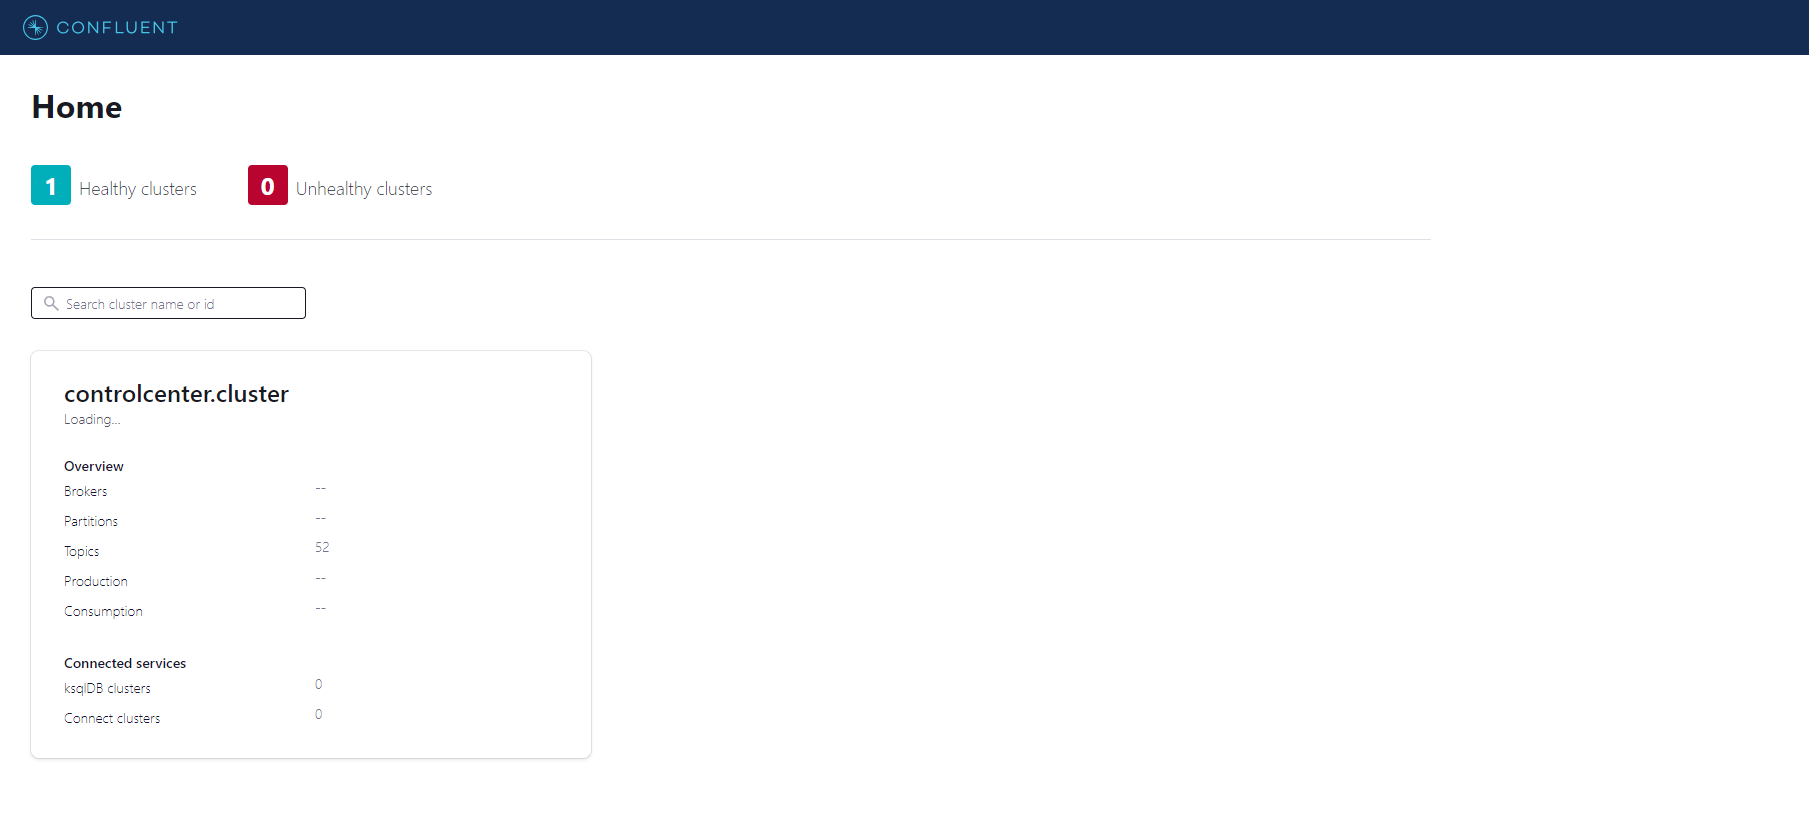 CONFLUENT
Home
1 Healthy clusters 0 Unhealthy clusters
Search cluster name or id
controlcenter.cluster
Loading...
Overview
Brokers --
Partitions --
Topics 52
Production --
Consumption --
Connected services
ksqlDB clusters 0
Connect clusters 0